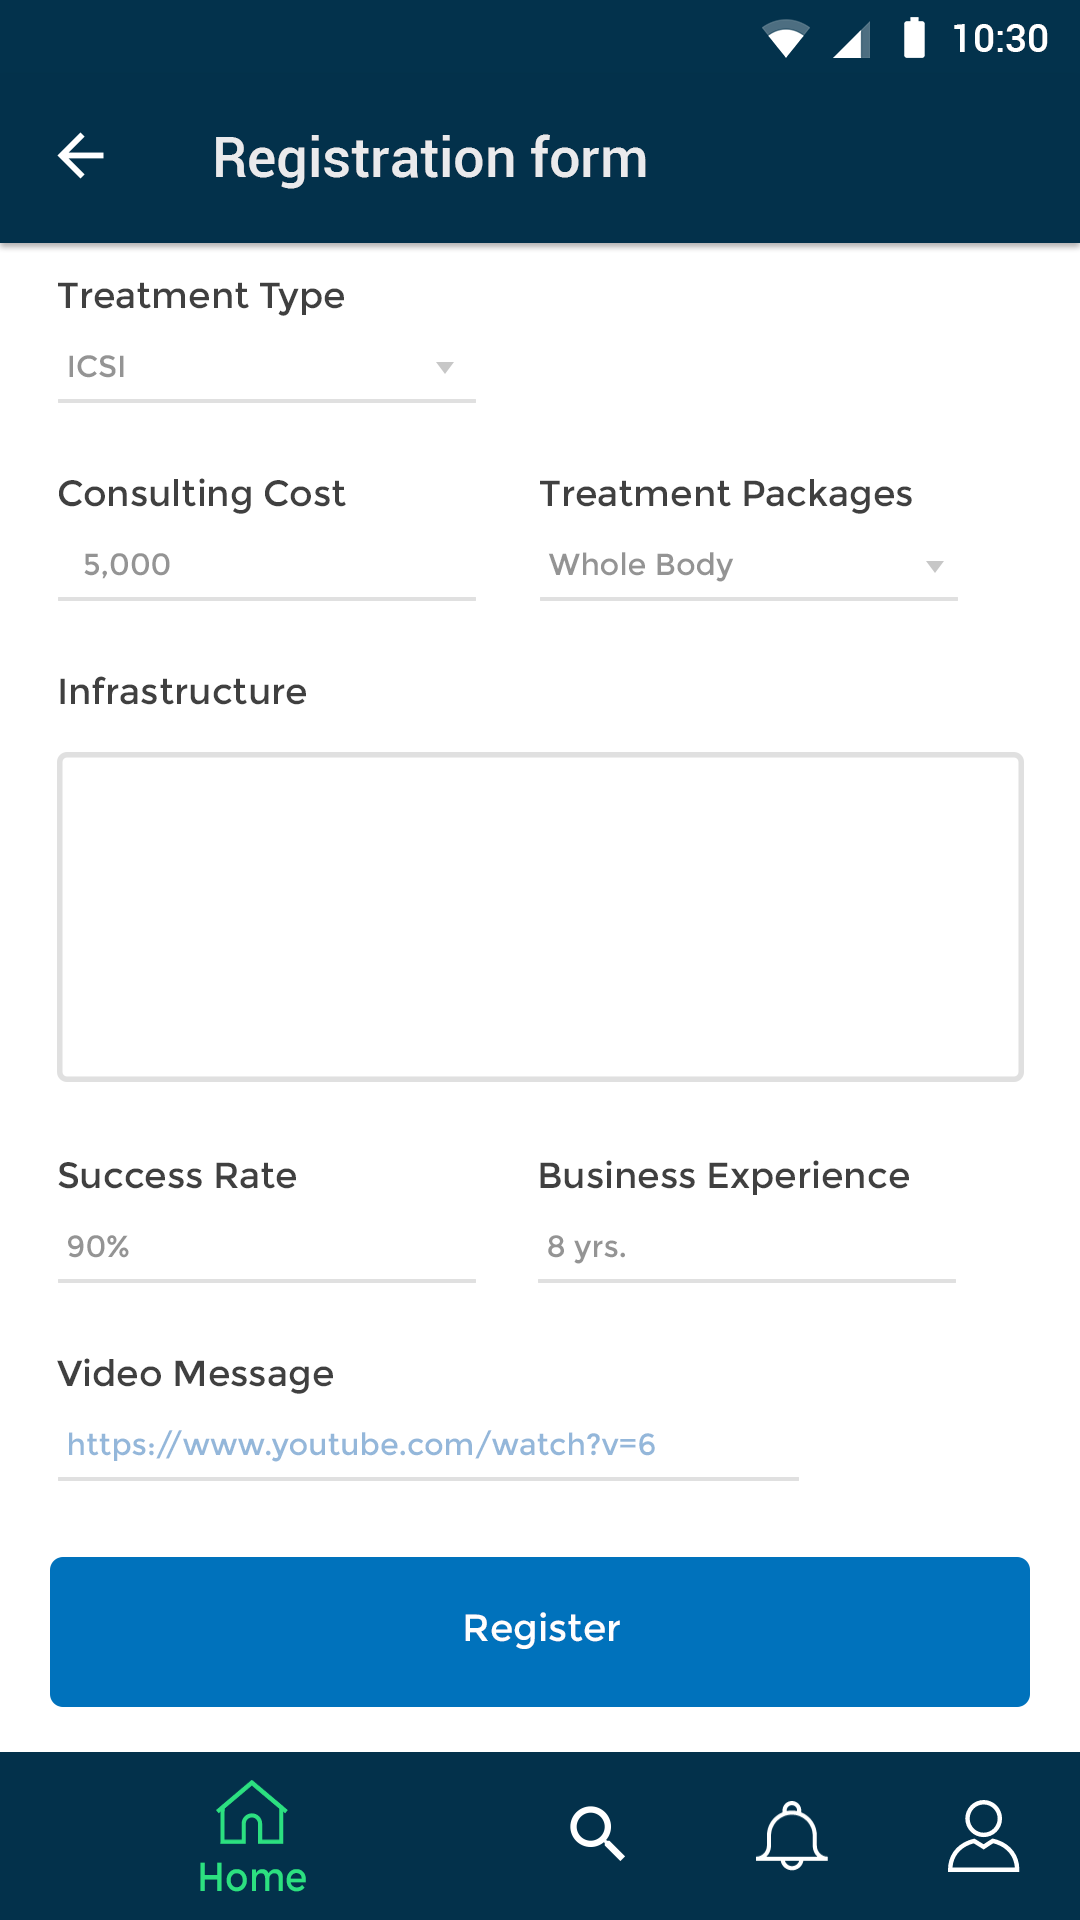 10:30
Registration form
Treatment Type
ICSI
Consulting Cost
Treatment Packages
5,000
Whole Body
Infrastructure
Success Rate
Business Experience
90%
8 yrs.
Video Message
https://www.youtube.com/watch?v=6
Register
Home